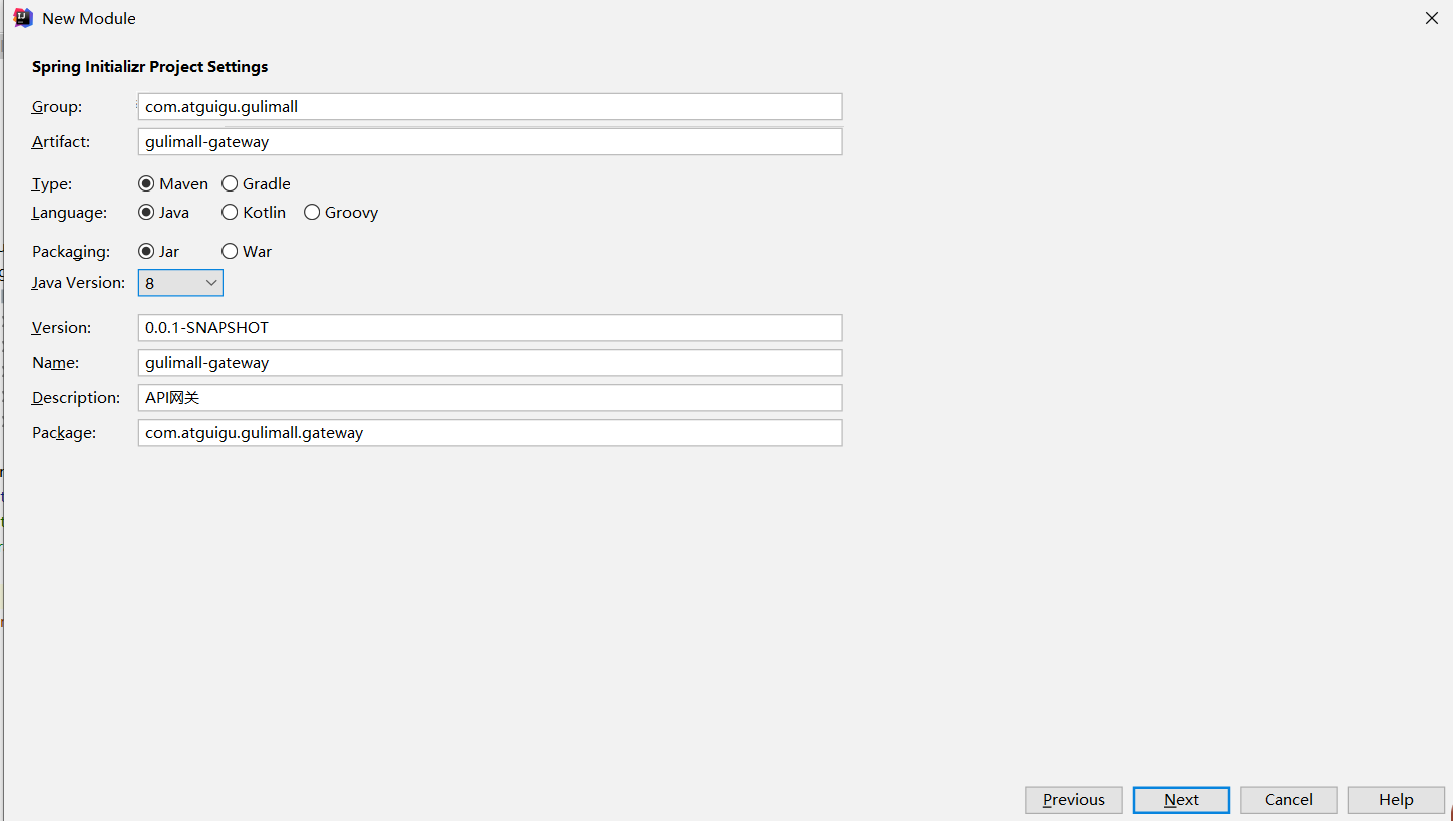 New Module
Spring Initializr Project Settings
Group: com.atguigu.gulimall
Artifact: gulimall-gateway
Type: Maven Gradle
Language: Java Kotlin Groovy
Packaging: Jar War
Java Version: 8
Version: 0.0.1-SNAPSHOT
Name: gulimall-gateway
Description: API网关
Package: com.atguigu.gulimall.gateway
Previous Next Cancel Help